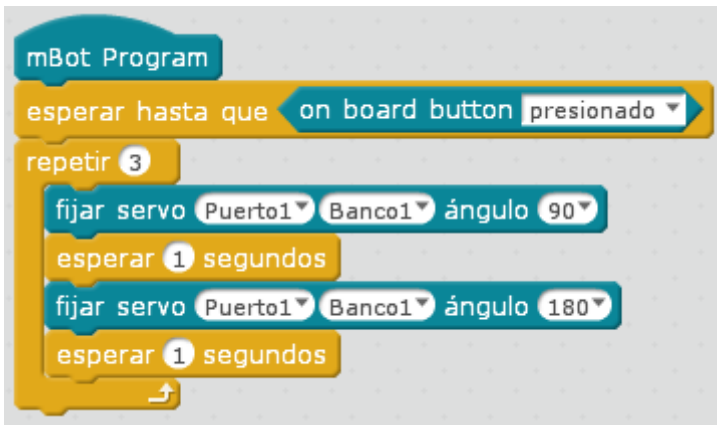 mBot Program
esperar hasta que on board button presionado
repetir 3
fijar servo Puerto1 Banco1 ángulo 90
esperar 1 segundos
fijar servo Puerto1 Banco1 ángulo 180
esperar 1 segundos